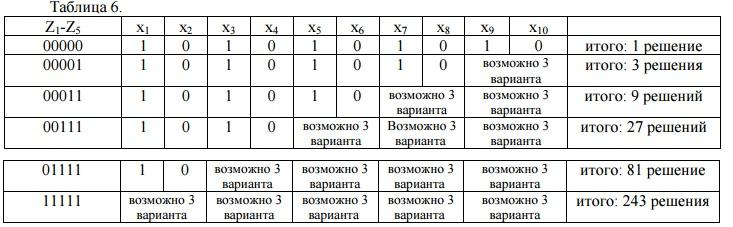 Таблица 6.
Z1-Z5 x1 x2 x3 x4 x5 x6 x7 x8 x9 x10
00000 1 0 1 0 1 0 1 0 1 0 итого: 1 решение
00001 1 0 1 0 1 0 1 0 возможно 3 варианта итого: 3 решения
00011 1 0 1 0 1 0 возможно 3 варианта возможно 3 варианта итого: 9 решений
00111 1 0 1 0 возможно 3 варианта Возможно 3 варианта возможно 3 варианта итого: 27 решений
01111 1 0 возможно 3 варианта возможно 3 варианта возможно 3 варианта возможно 3 варианта итого: 81 решение
11111 возможно 3 варианта возможно 3 варианта возможно 3 варианта возможно 3 варианта возможно 3 варианта итого: 243 решения